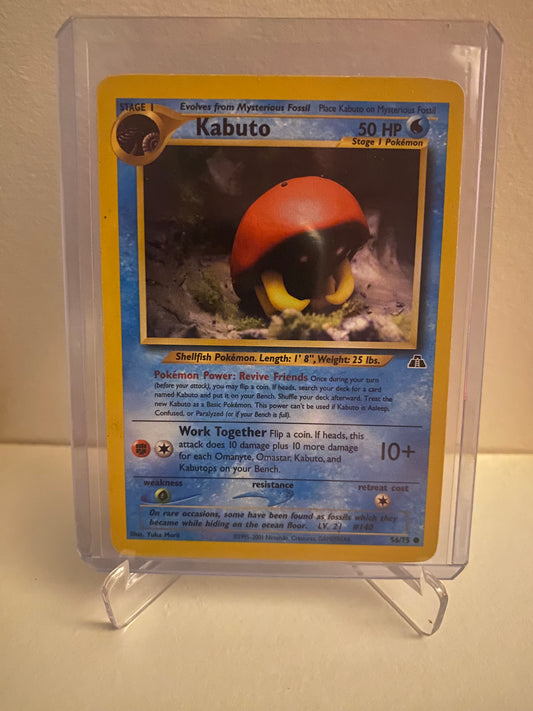 STAGE 1 Evolves from Mysterious Fossil Place Kabuto on Mysterious Fossil
Kabuto 50 HP
Stage 1 Pokémon
Shellfish Pokémon. Length: 1' 8", Weight: 25 lbs.
Pokémon Power: Revive Friends Once during your turn
(before your attack), you may flip a coin. If heads, search your deck for a card
named Kabuto and put it on your Bench. Shuffle your deck afterward. Treat the
new Kabuto as a Basic Pokémon. This power can't be used if Kabuto is Asleep,
Confused, or Paralyzed (or if your Bench is full).
Work Together Flip a coin. If heads, this
attack does 10 damage plus 10 more damage
for each Omanyte, Omastar, Kabuto, and
Kabutops on your Bench.
10+
weakness resistance retreat cost
On rare occasions, some have been found as fossils which they
became while hiding on the ocean floor. LV. 21 #140
Illus. Yuka Morii ©1995-2001 Nintendo, Creatures, GAMEFREAK. 56/75